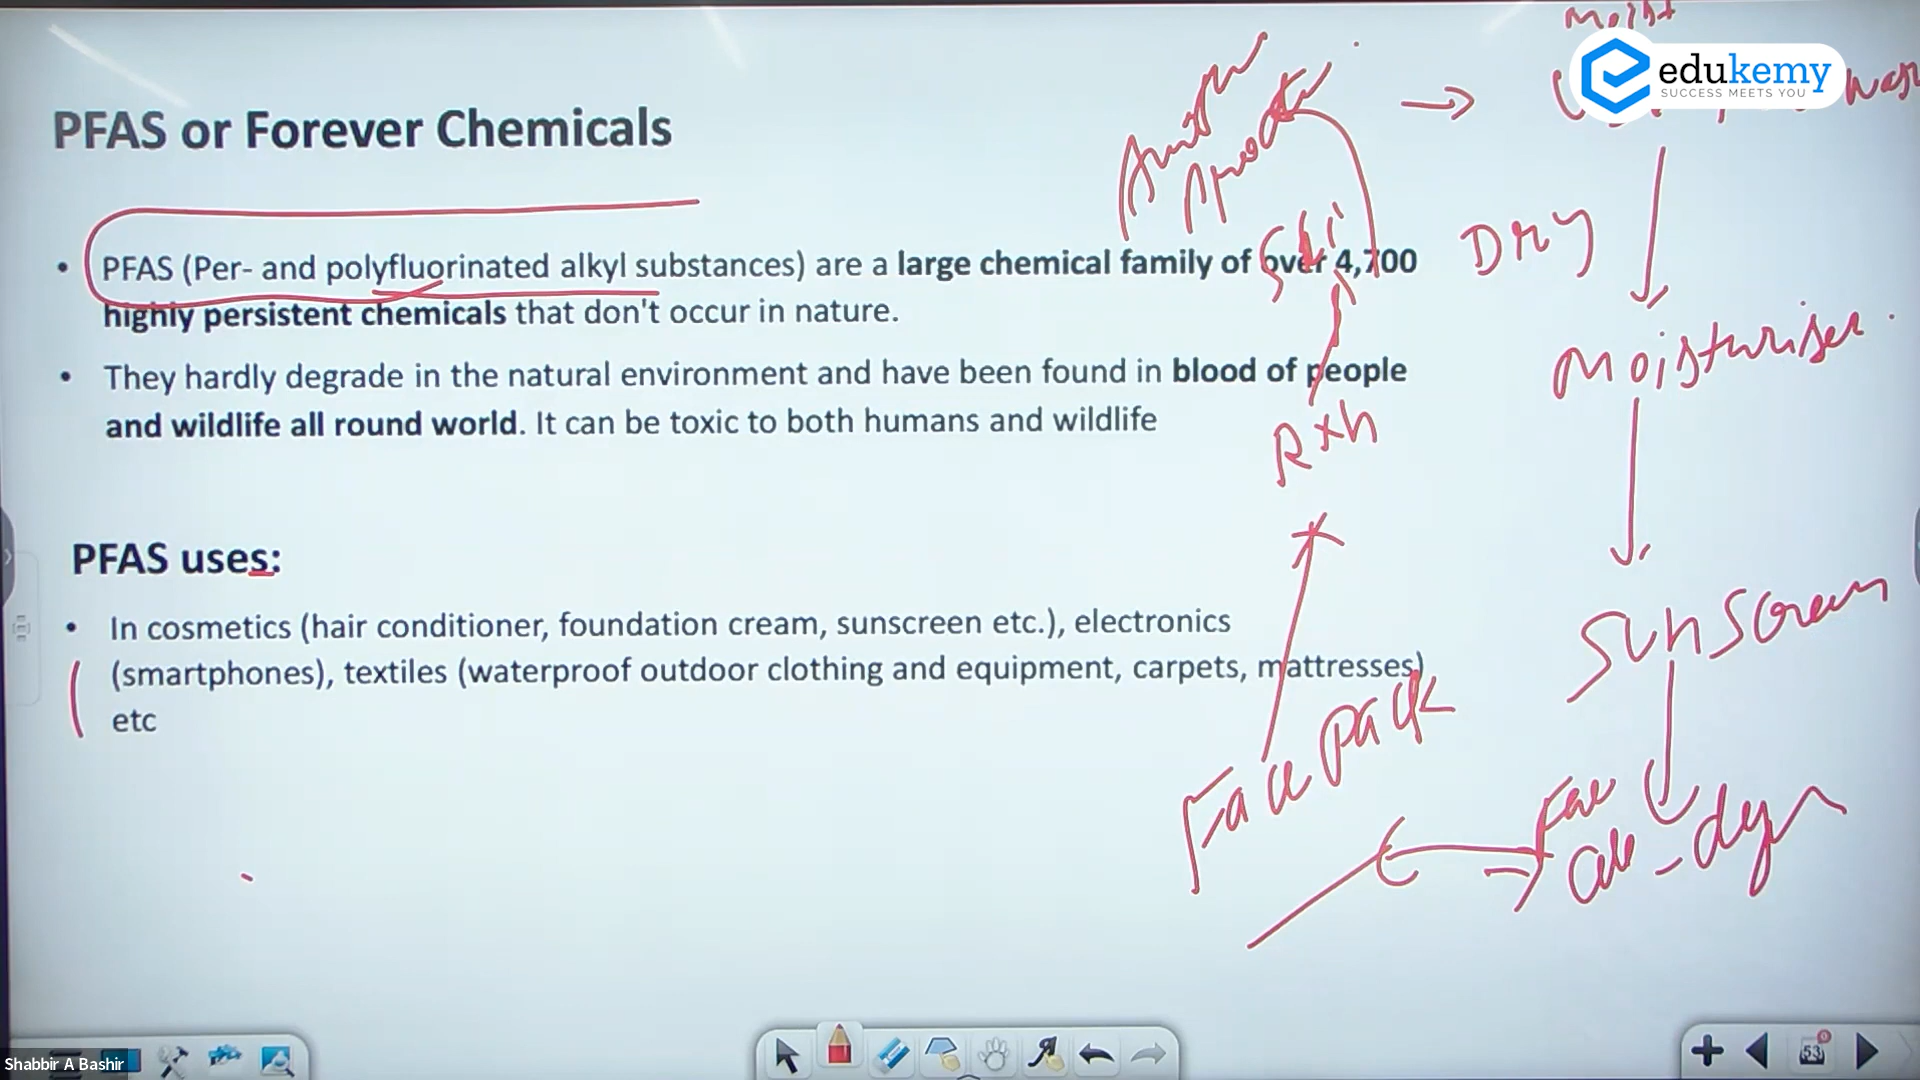 Moist
edukemy
SUCCESS MEETS YOU
PFAS or Forever Chemicals
• PFAS (Per- and polyfluorinated alkyl substances) are a large chemical family of over 4,700
highly persistent chemicals that don't occur in nature.
• They hardly degrade in the natural environment and have been found in blood of people
and wildlife all round world. It can be toxic to both humans and wildlife
PFAS uses:
• In cosmetics (hair conditioner, foundation cream, sunscreen etc.), electronics
(smartphones), textiles (waterproof outdoor clothing and equipment, carpets, mattresses)
etc
DRY
Moisturiser
Sunscream
Face Pack
53
Shabbir A Bashir